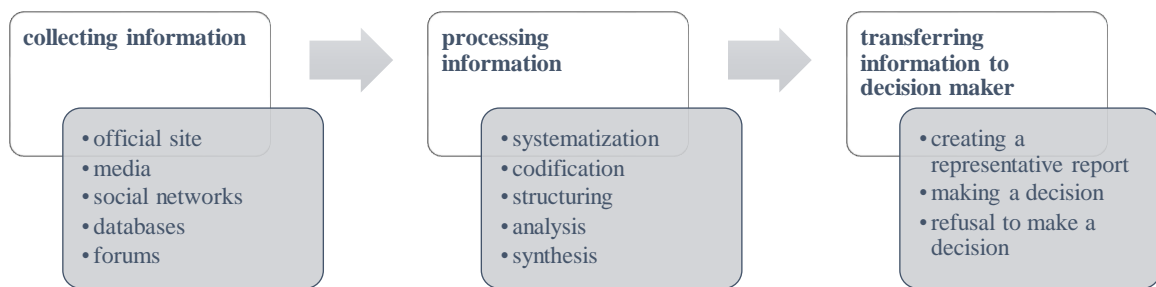 collecting information
• official site
• media
• social networks
• databases
• forums
processing
information
• systematization
• codification
• structuring
• analysis
• synthesis
transferring
information to
decision maker
• creating a
representative report
• making a decision
• refusal to make a
decision